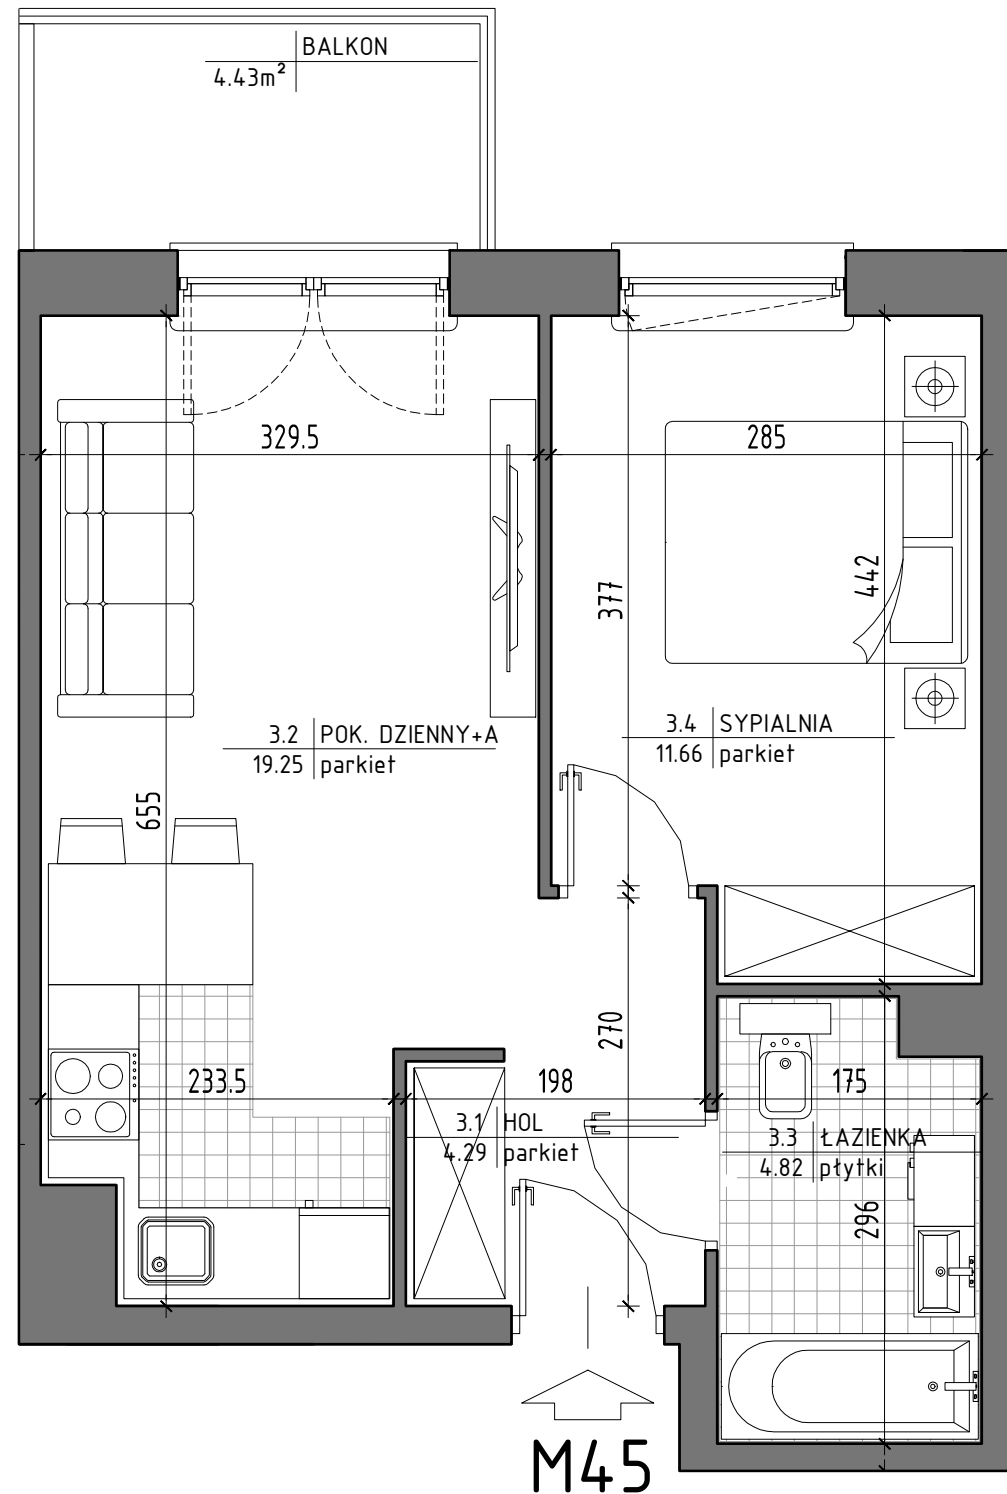 BALKON
4.43m²
329.5
285
377
442
3.2 POK. DZIENNY+A
19.25 parkiet
3.4 SYPIALNIA
11.66 parkiet
655
270
233.5
198
175
3.1 HOL
4.29 parkiet
3.3 ŁAZIENKA
4.82 płytki
296
M45